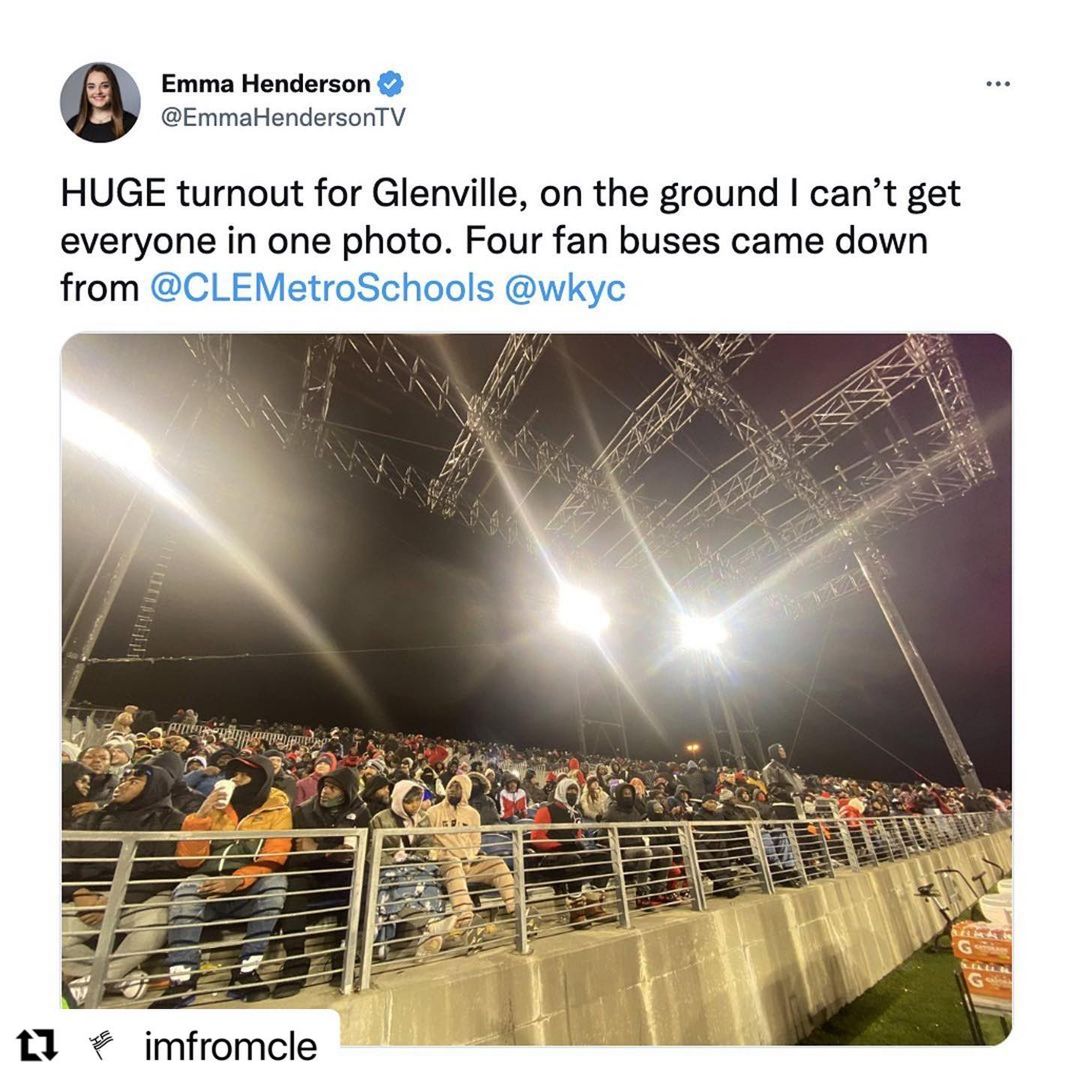 Emma Henderson
@EmmaHendersonTV
HUGE turnout for Glenville, on the ground I can’t get
everyone in one photo. Four fan buses came down
from @CLEMetroSchools @wkyc
G
G
imfromcle